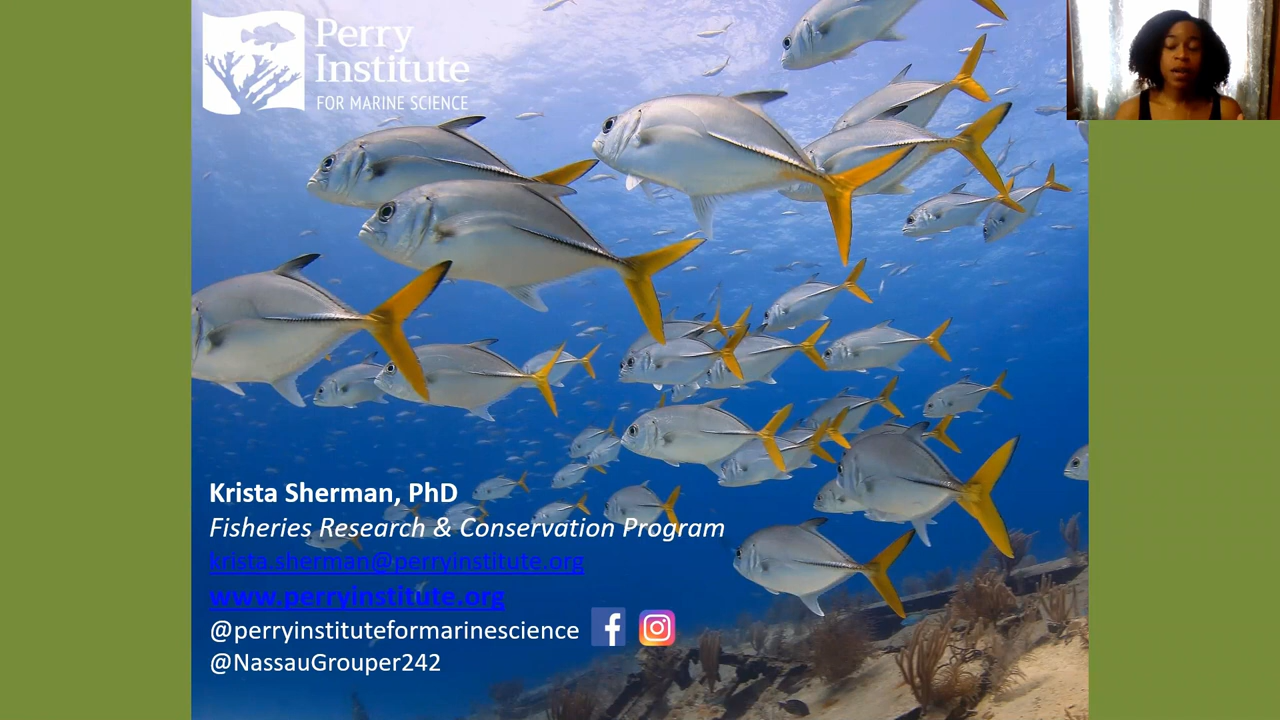 Perry
Institute
FOR MARINE SCIENCE
Krista Sherman, PhD
Fisheries Research & Conservation Program
krista.sherman@perryinstitute.org
www.perryinstitute.org
@perryinstituteformarinescience
@NassauGrouper242